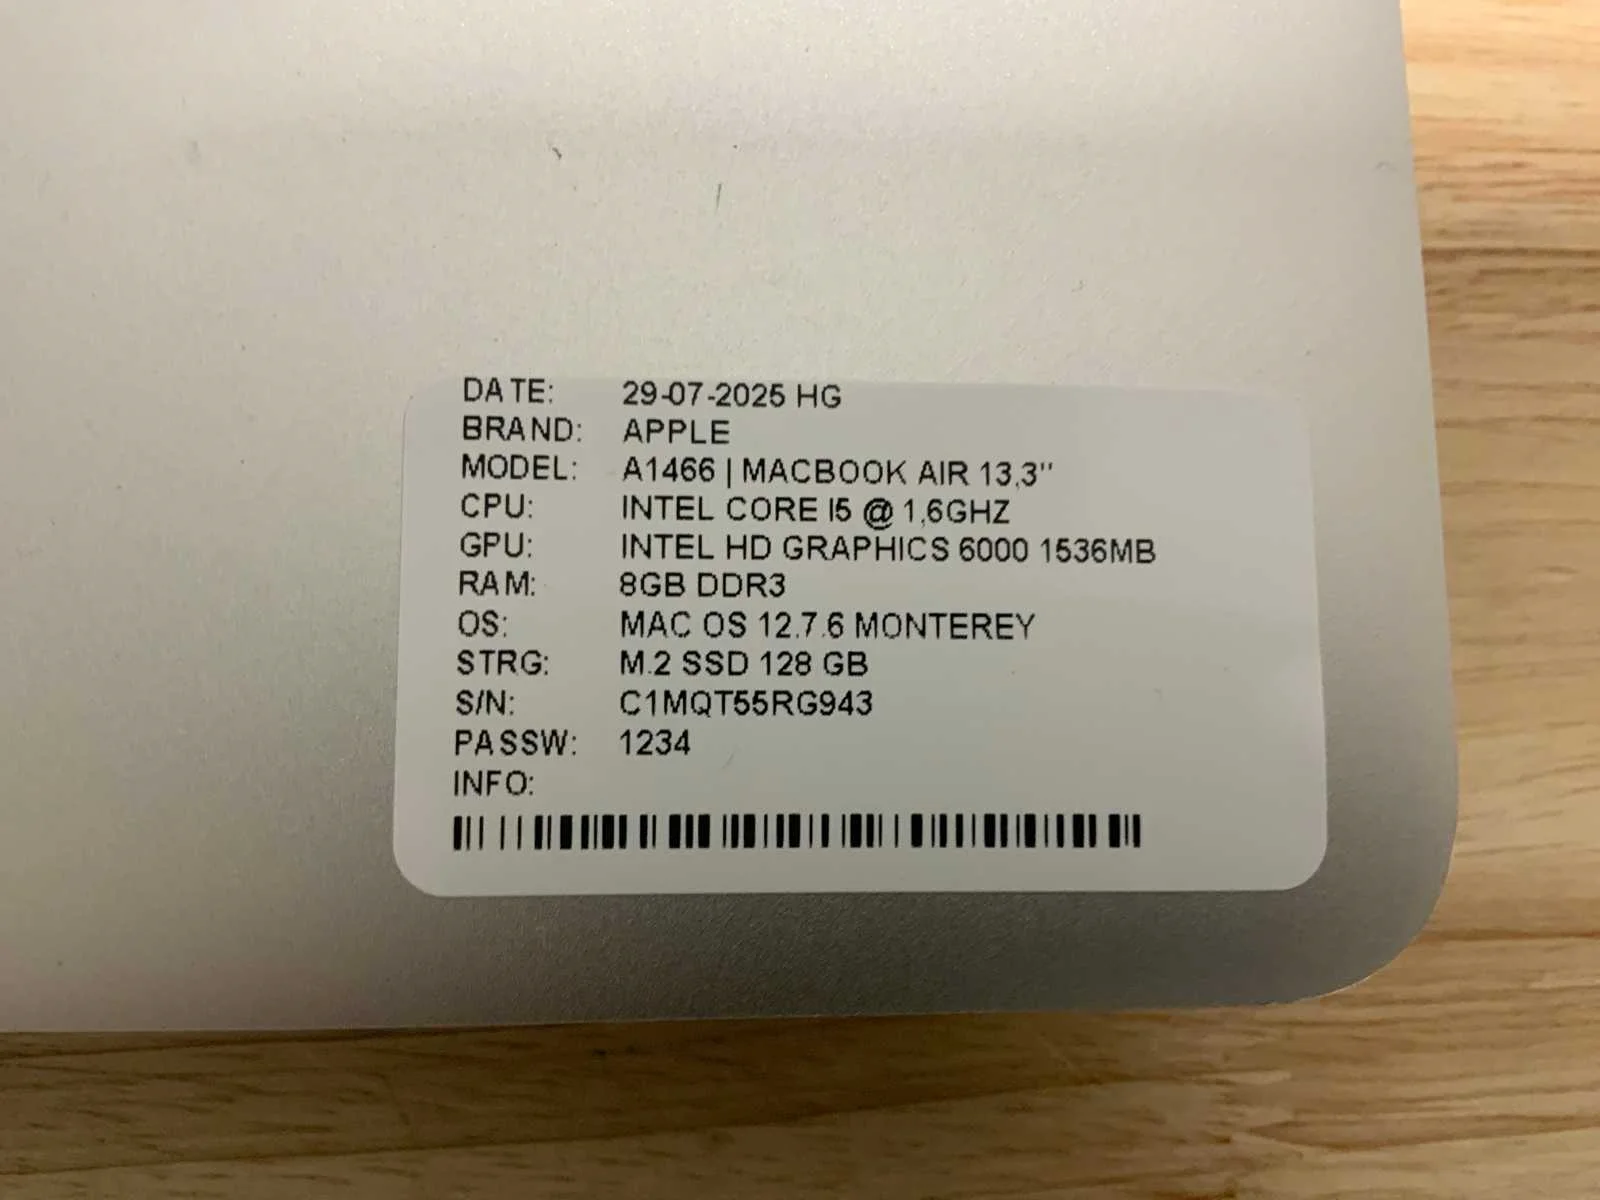 DATE: 29-07-2025 HG
BRAND: APPLE
MODEL: A1466 | MACBOOK AIR 13,3"
CPU: INTEL CORE I5 @ 1,6GHZ
GPU: INTEL HD GRAPHICS 6000 1536MB
RAM: 8GB DDR3
OS: MAC OS 12.7.6 MONTEREY
STRG: M.2 SSD 128 GB
S/N: C1MQT55RG943
PASSW: 1234
INFO: